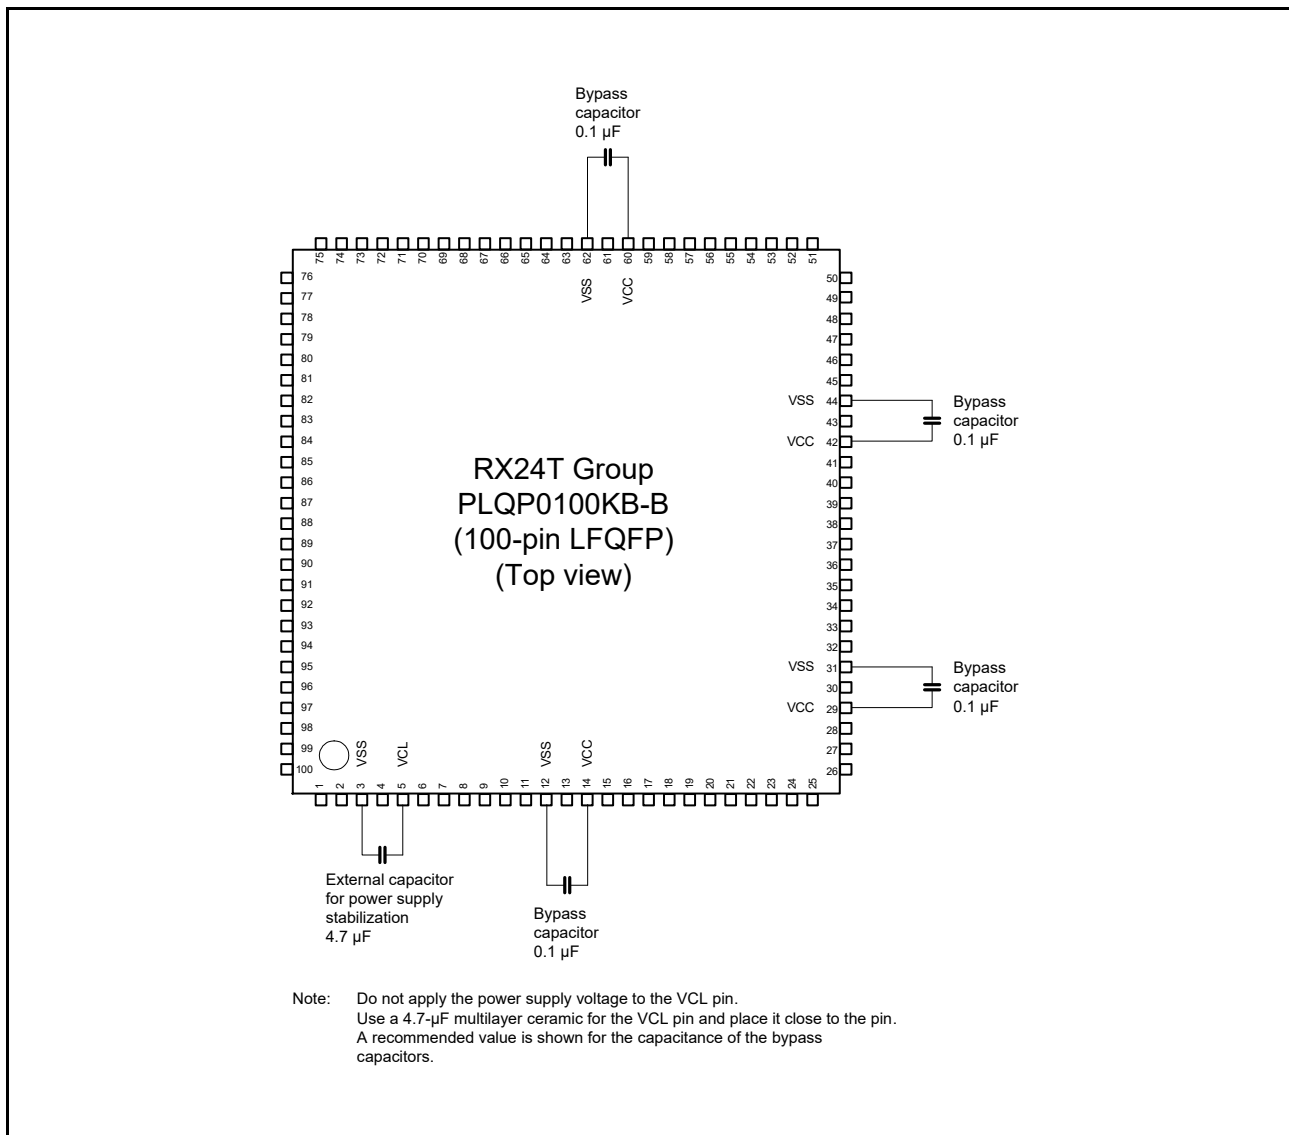 Bypass
capacitor
0.1 µF
75 74 73 72 71 70 69 68 67 66 65 64 63 62 61 60 59 58 57 56 55 54 53 52 51
VSS VCC
76 50
77 49
78 48
79 47
80 46
81 45
82 VSS 44
83 43
84 VCC 42
85 41
86 40
87 39
88 38
89 37
90 36
91 35
92 34
93 33
94 32
95 VSS 31
96 30
97 VCC 29
98 28
99 27
100 26
Bypass
capacitor
0.1 µF
RX24T Group
PLQP0100KB-B
(100-pin LFQFP)
(Top view)
Bypass
capacitor
0.1 µF
VSS VCL VSS VCC
1 2 3 4 5 6 7 8 9 10 11 12 13 14 15 16 17 18 19 20 21 22 23 24 25
External capacitor
for power supply
stabilization
4.7 µF
Bypass
capacitor
0.1 µF
Note: Do not apply the power supply voltage to the VCL pin.
Use a 4.7-µF multilayer ceramic for the VCL pin and place it close to the pin.
A recommended value is shown for the capacitance of the bypass
capacitors.